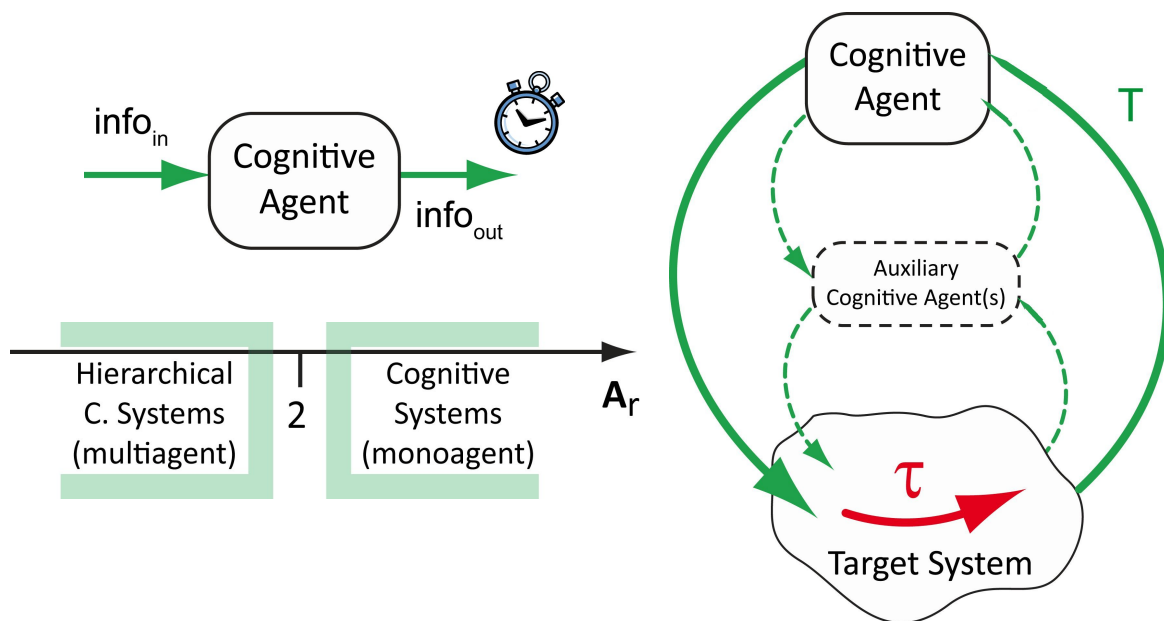 info_in
Cognitive
Agent
info_out
Hierarchical
C. Systems
(multiagent)
2
Cognitive
Systems
(monoagent)
A_r
Cognitive
Agent
T
Auxiliary
Cognitive Agent(s)
τ
Target System